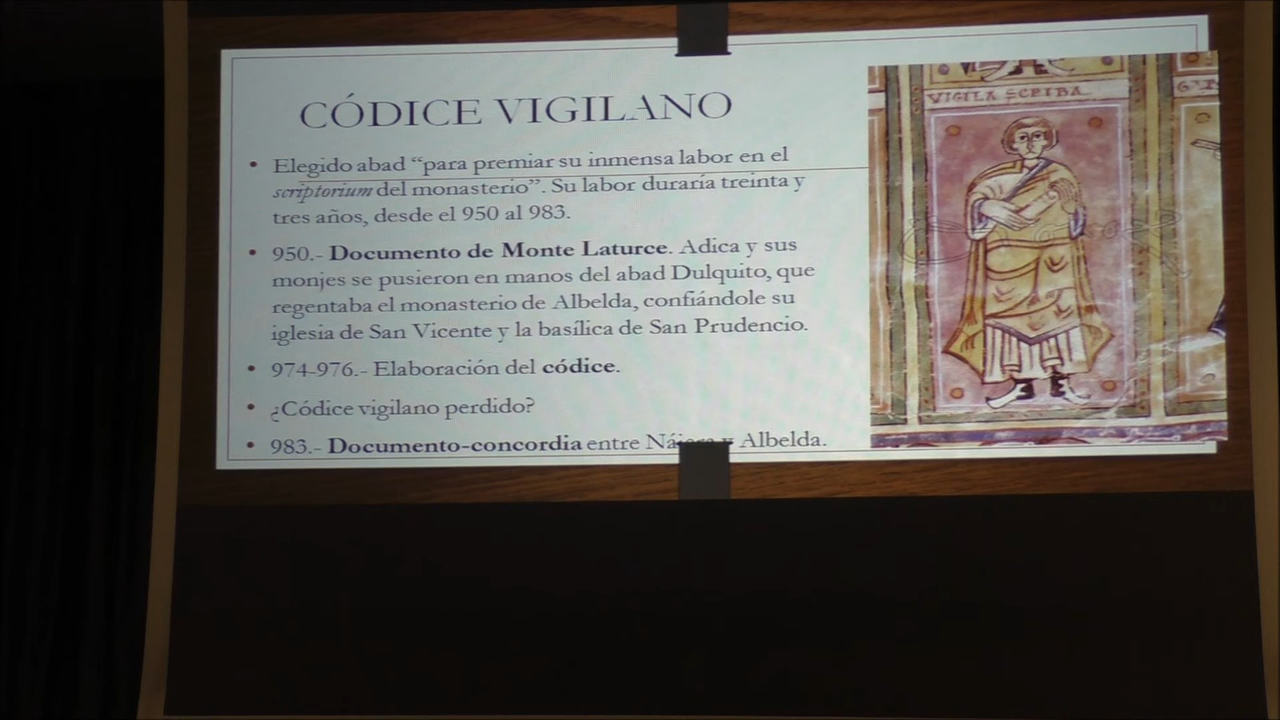 CÓDICE VIGILANO
• Elegido abad “para premiar su inmensa labor en el
scriptorium del monasterio”. Su labor duraría treinta y
tres años, desde el 950 al 983.
• 950.- Documento de Monte Laturce. Adica y sus
monjes se pusieron en manos del abad Dulquito, que
regentaba el monasterio de Albelda, confiándole su
iglesia de San Vicente y la basílica de San Prudencio.
• 974-976.- Elaboración del códice.
• ¿Códice vigilano perdido?
• 983.- Documento-concordia entre Nájera y Albelda.
VIGILA SCRIBA